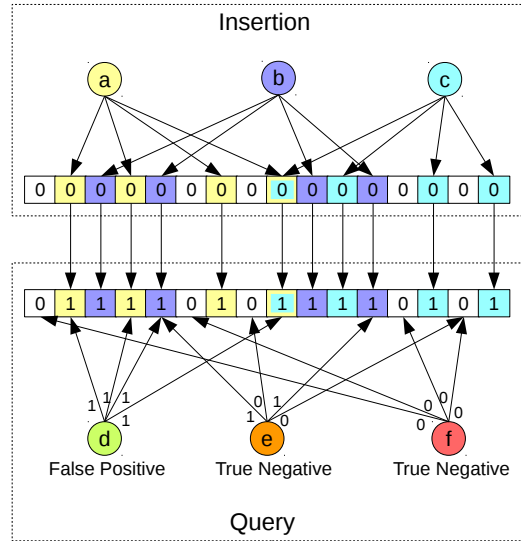 Insertion
a b c
0 0 0 0 0 0 0 0 0 0 0 0 0 0 0 0
0 1 1 1 1 0 1 0 1 1 1 1 0 1 0 1
1 1 1 1
0 1 1 0
0 0 0 0
d e f
False Positive True Negative True Negative
Query